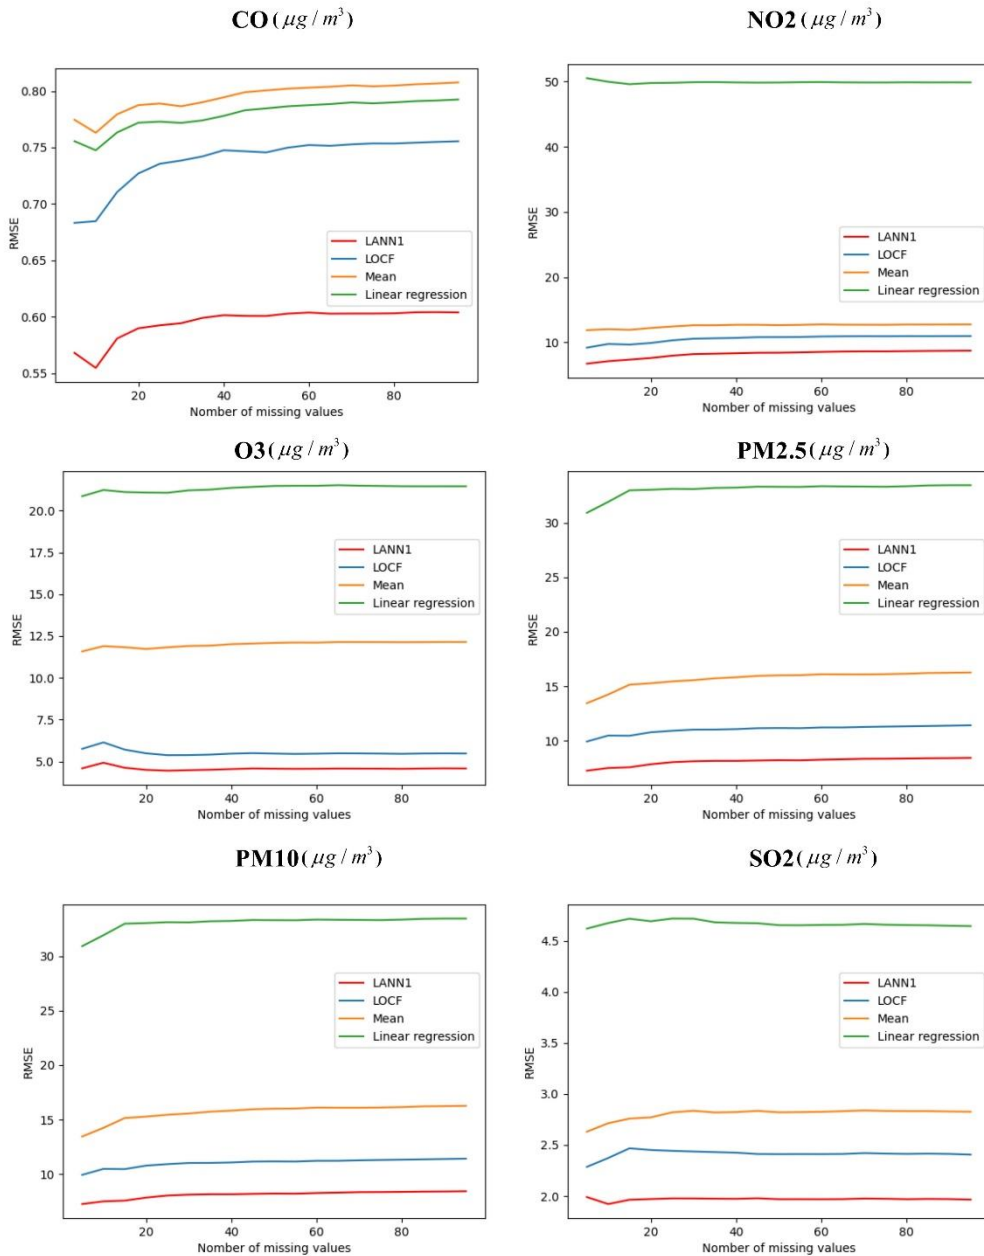 CO (μg / m³)
RMSE
0.80
0.75
0.70
0.65
0.60
0.55
20
40
60
80
Nomber of missing values
LANN1
LOCF
Mean
Linear regression
NO2 (μg / m³)
RMSE
50
40
30
20
10
20
40
60
80
Nomber of missing values
LANN1
LOCF
Mean
Linear regression
O3 (μg / m³)
RMSE
20.0
17.5
15.0
12.5
10.0
7.5
5.0
20
40
60
80
Nomber of missing values
LANN1
LOCF
Mean
Linear regression
PM2.5 (μg / m³)
RMSE
30
25
20
15
10
20
40
60
80
Nomber of missing values
LANN1
LOCF
Mean
Linear regression
PM10 (μg / m³)
RMSE
30
25
20
15
10
20
40
60
80
Nomber of missing values
LANN1
LOCF
Mean
Linear regression
SO2 (μg / m³)
RMSE
4.5
4.0
3.5
3.0
2.5
2.0
20
40
60
80
Nomber of missing values
LANN1
LOCF
Mean
Linear regression